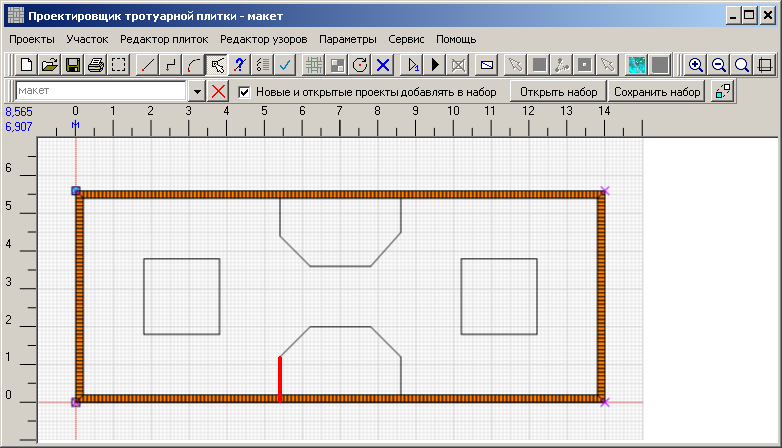 Проектировщик тротуарной плитки - макет
Проекты Участок Редактор плиток Редактор узоров Параметры Сервис Помощь
макет Новые и открытые проекты добавлять в набор Открыть набор Сохранить набор
8,565 0 1 2 3 4 5 6 7 8 9 10 11 12 13 14
6,907 м
6
5
4
3
2
1
0